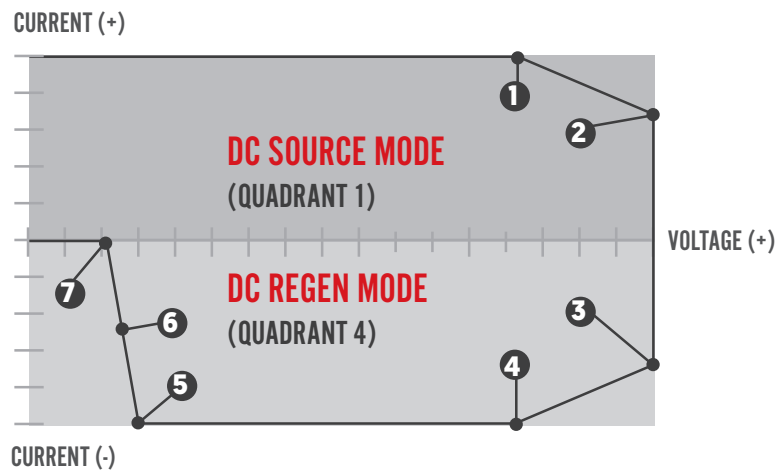 CURRENT (+)
1
2
DC SOURCE MODE
(QUADRANT 1)
VOLTAGE (+)
7
DC REGEN MODE
6
(QUADRANT 4)
3
4
5
CURRENT (-)